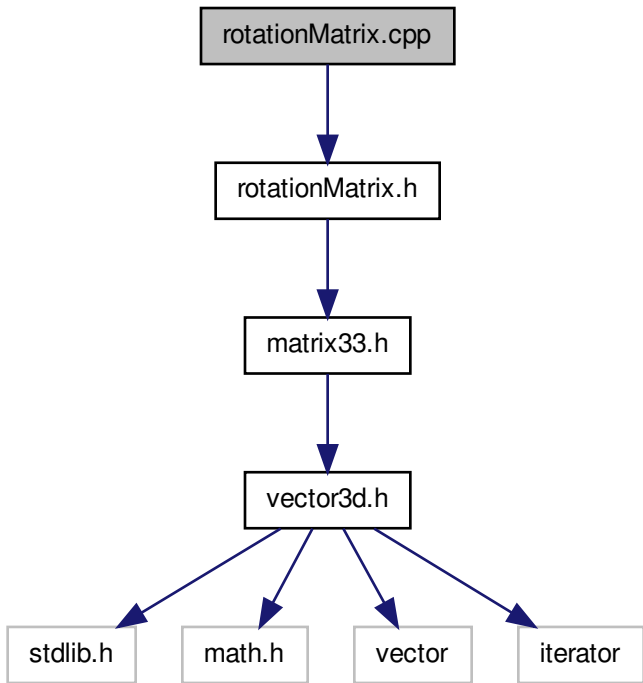 rotationMatrix.cpp
rotationMatrix.h
matrix33.h
vector3d.h
stdlib.h
math.h
vector
iterator